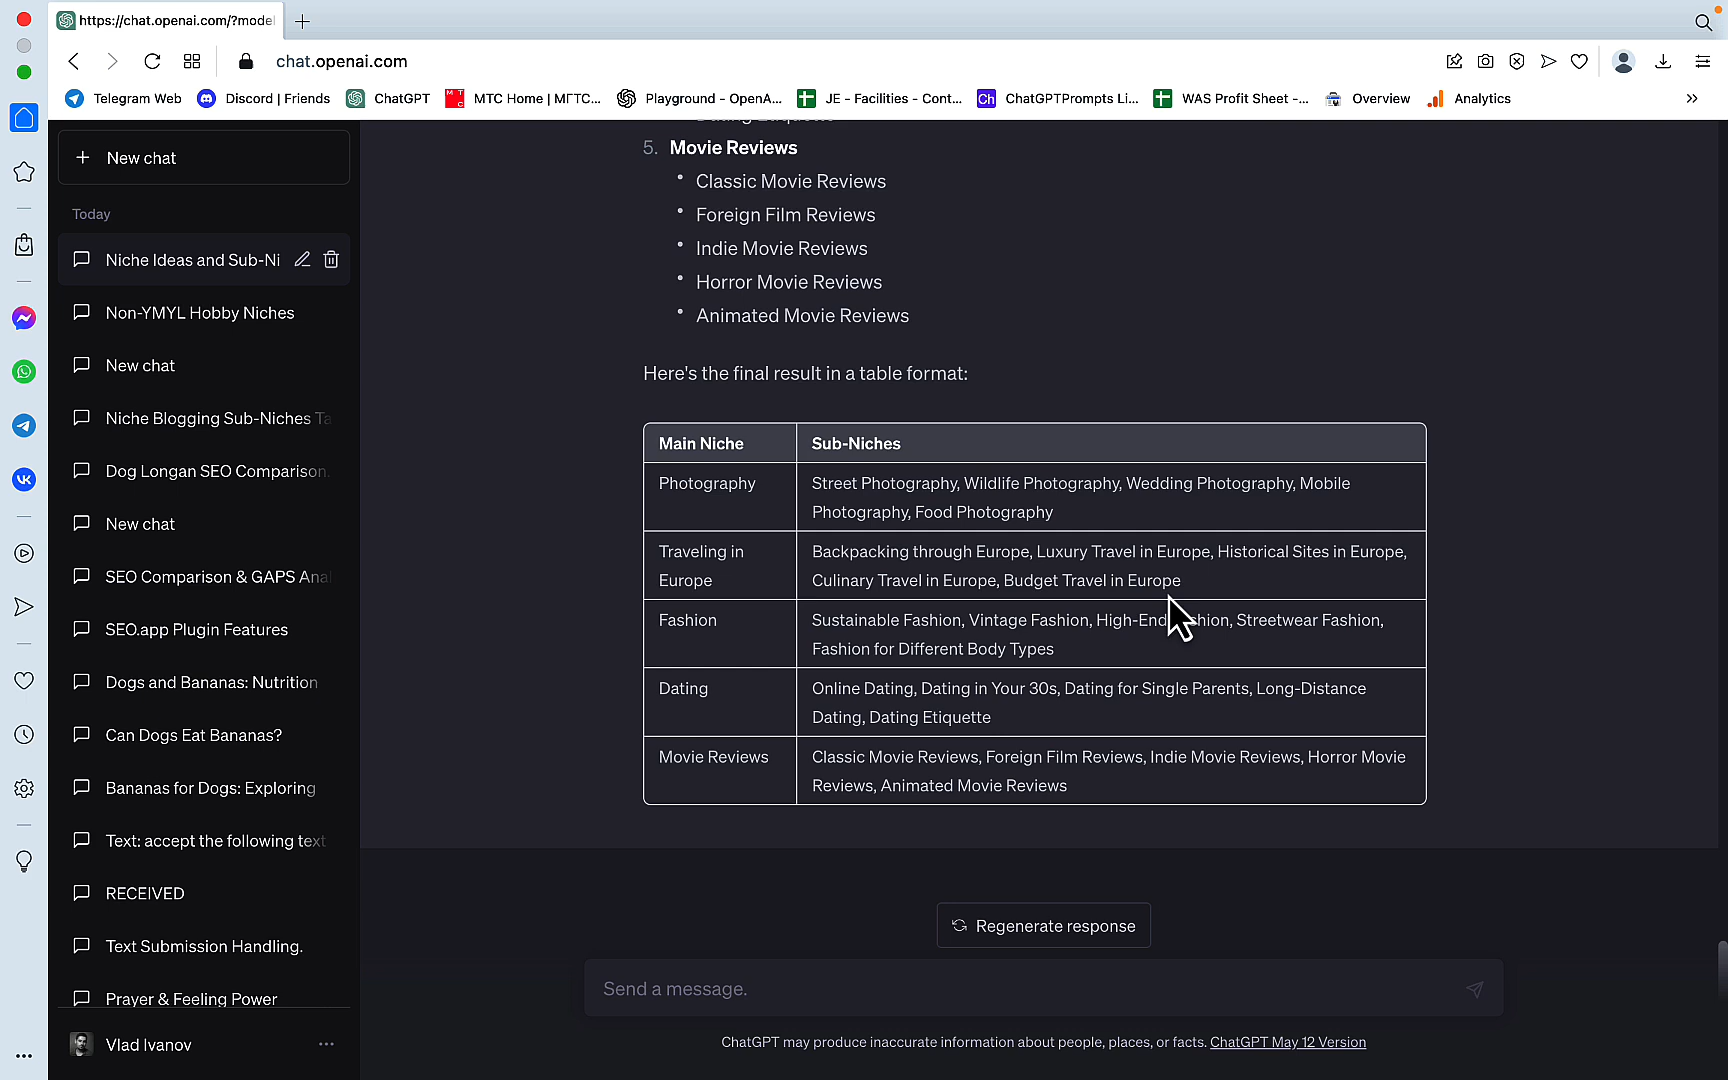 https://chat.openai.com/?model
chat.openai.com
Telegram Web
Discord | Friends
ChatGPT
MTC Home | МГТС...
Playground - OpenA...
JE - Facilities - Cont...
Ch
ChatGPTPrompts Li...
WAS Profit Sheet -...
Overview
Analytics
New chat
Today
Niche Ideas and Sub-Ni
Non-YMYL Hobby Niches
New chat
Niche Blogging Sub-Niches Ta
Dog Longan SEO Comparison.
New chat
SEO Comparison & GAPS Anal
SEO.app Plugin Features
Dogs and Bananas: Nutrition
Can Dogs Eat Bananas?
Bananas for Dogs: Exploring
Text: accept the following text
RECEIVED
Text Submission Handling.
Prayer & Feeling Power
Vlad Ivanov
Dating Etiquette
5. Movie Reviews
• Classic Movie Reviews
• Foreign Film Reviews
• Indie Movie Reviews
• Horror Movie Reviews
• Animated Movie Reviews
Here's the final result in a table format:
Main Niche Sub-Niches
Photography Street Photography, Wildlife Photography, Wedding Photography, Mobile
Photography, Food Photography
Traveling in Backpacking through Europe, Luxury Travel in Europe, Historical Sites in Europe,
Europe Culinary Travel in Europe, Budget Travel in Europe
Fashion Sustainable Fashion, Vintage Fashion, High-End Fashion, Streetwear Fashion,
Fashion for Different Body Types
Dating Online Dating, Dating in Your 30s, Dating for Single Parents, Long-Distance
Dating, Dating Etiquette
Movie Reviews Classic Movie Reviews, Foreign Film Reviews, Indie Movie Reviews, Horror Movie
Reviews, Animated Movie Reviews
Regenerate response
Send a message.
ChatGPT may produce inaccurate information about people, places, or facts. ChatGPT May 12 Version